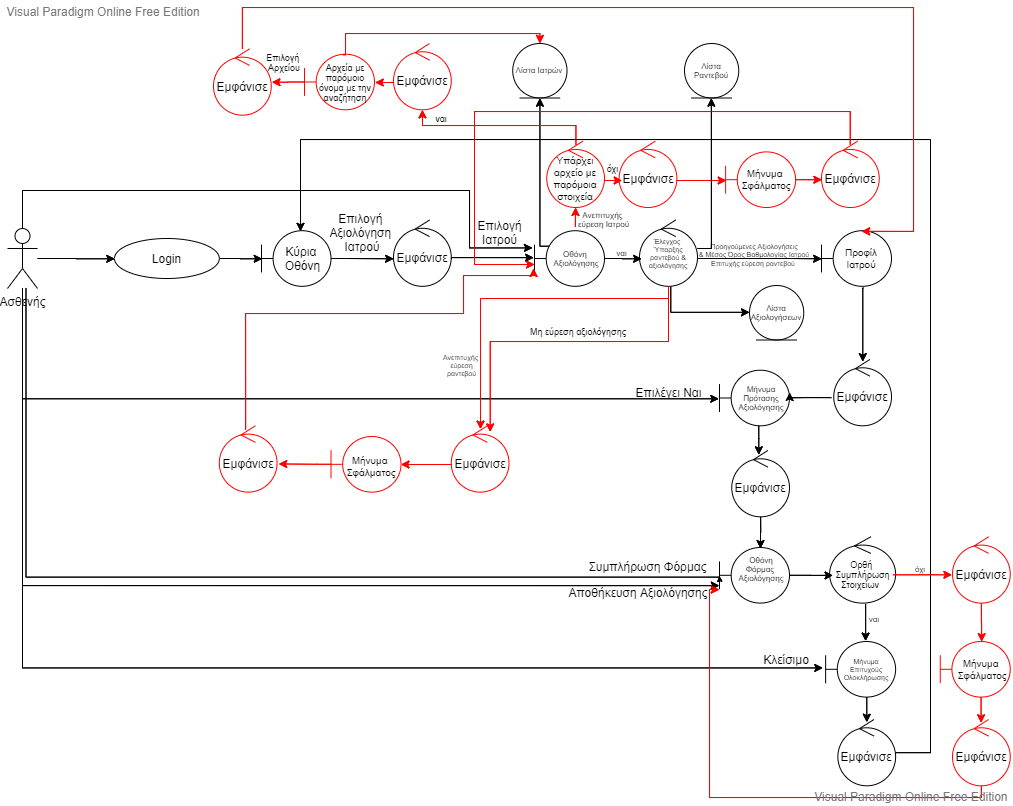 Visual Paradigm Online Free Edition
Επιλογή
Αρχείου
Εμφάνισε
Αρχεία με
παρόμοιο
όνομα με την
αναζήτηση
Εμφάνισε
Λίστα Ιατρών
Λίστα
Ραντεβού
ναι
Υπάρχει
αρχείο με
παρόμοια
στοιχεία
όχι
Εμφάνισε
Μήνυμα
Σφάλματος
Εμφάνισε
Ανεπιτυχής
εύρεση Ιατρού
Επιλογή
Αξιολόγηση
Ιατρού
Επιλογή
Ιατρού
Login
Κύρια
Οθόνη
Εμφάνισε
Οθόνη
Αξιολόγησης
ναι
Έλεγχος
Ύπαρξης
ραντεβού &
αξιολόγησης
Προηγούμενες Αξιολογήσεις
& Μέσος Όρος Βαθμολογίας Ιατρού
Επιτυχής εύρεση ραντεβού
Προφίλ
Ιατρού
Ασθενής
Λίστα
Αξιολογήσεων
Μη εύρεση αξιολόγησης
Ανεπιτυχής
εύρεση
ραντεβού
Επιλέγει Ναι
Μήνυμα
Πρότασης
Αξιολόγησης
Εμφάνισε
Εμφάνισε
Μήνυμα
Σφάλματος
Εμφάνισε
Εμφάνισε
Συμπλήρωση Φόρμας
Αποθήκευση Αξιολόγησης
Οθόνη
Φόρμας
Αξιολόγησης
Ορθή
Συμπλήρωση
Στοιχείων
όχι
Εμφάνισε
ναι
Κλείσιμο
Μήνυμα
Επιτυχούς
Ολοκλήρωσης
Μήνυμα
Σφάλματος
Εμφάνισε
Εμφάνισε
Visual Paradigm Online Free Edition